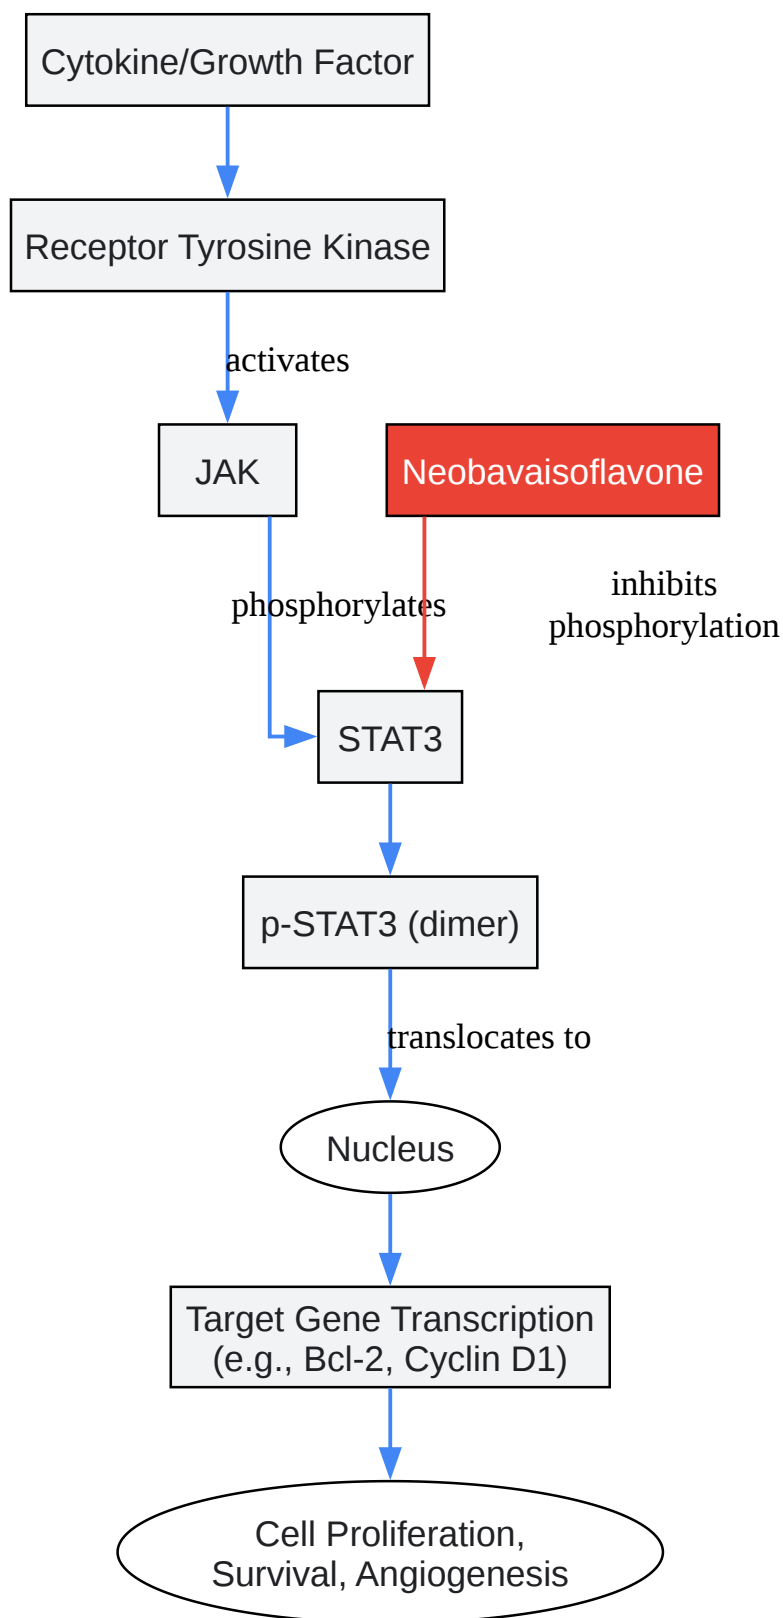 Cytokine/Growth Factor
Receptor Tyrosine Kinase
activates
JAK
Neobavaisoflavone
phosphorylates
inhibits
phosphorylation
STAT3
p-STAT3 (dimer)
translocates to
Nucleus
Target Gene Transcription
(e.g., Bcl-2, Cyclin D1)
Cell Proliferation,
Survival, Angiogenesis